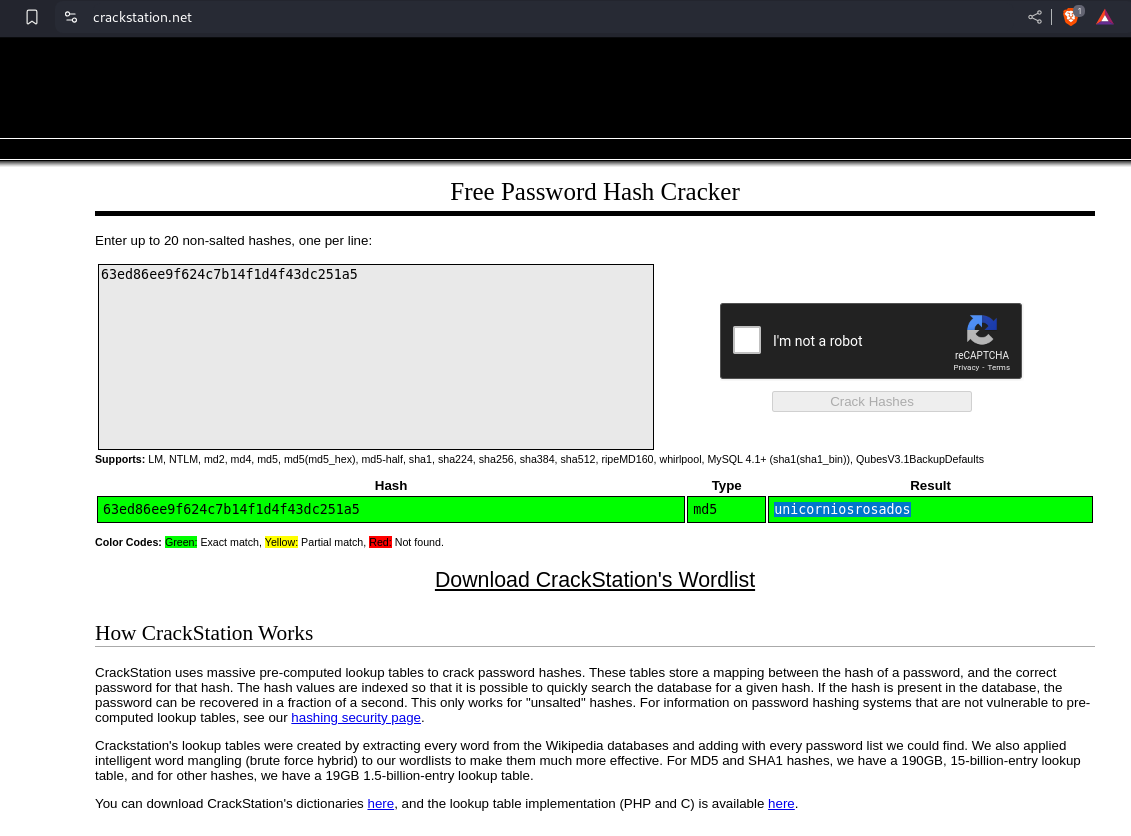 crackstation.net
1
Free Password Hash Cracker
Enter up to 20 non-salted hashes, one per line:
63ed86ee9f624c7b14f1d4f43dc251a5
I'm not a robot
reCAPTCHA
Privacy - Terms
Crack Hashes
Supports: LM, NTLM, md2, md4, md5, md5(md5_hex), md5-half, sha1, sha224, sha256, sha384, sha512, ripeMD160, whirlpool, MySQL 4.1+ (sha1(sha1_bin)), QubesV3.1BackupDefaults
Hash Type Result
63ed86ee9f624c7b14f1d4f43dc251a5 md5 unicorniosrosados
Color Codes: Green: Exact match, Yellow: Partial match, Red: Not found.
Download CrackStation's Wordlist
How CrackStation Works
CrackStation uses massive pre-computed lookup tables to crack password hashes. These tables store a mapping between the hash of a password, and the correct
password for that hash. The hash values are indexed so that it is possible to quickly search the database for a given hash. If the hash is present in the database, the
password can be recovered in a fraction of a second. This only works for "unsalted" hashes. For information on password hashing systems that are not vulnerable to pre-
computed lookup tables, see our hashing security page.
Crackstation's lookup tables were created by extracting every word from the Wikipedia databases and adding with every password list we could find. We also applied
intelligent word mangling (brute force hybrid) to our wordlists to make them much more effective. For MD5 and SHA1 hashes, we have a 190GB, 15-billion-entry lookup
table, and for other hashes, we have a 19GB 1.5-billion-entry lookup table.
You can download CrackStation's dictionaries here, and the lookup table implementation (PHP and C) is available here.